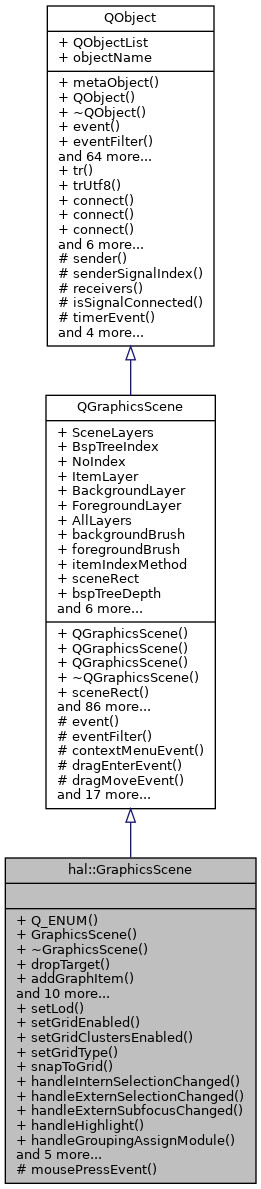 QObject
+ QObjectList
+ objectName
+ metaObject()
+ QObject()
+ ~QObject()
+ event()
+ eventFilter()
and 64 more...
+ tr()
+ trUtf8()
+ connect()
+ connect()
+ connect()
and 6 more...
# sender()
# senderSignalIndex()
# receivers()
# isSignalConnected()
# timerEvent()
and 4 more...
QGraphicsScene
+ SceneLayers
+ BspTreeIndex
+ NoIndex
+ ItemLayer
+ BackgroundLayer
+ ForegroundLayer
+ AllLayers
+ backgroundBrush
+ foregroundBrush
+ itemIndexMethod
+ sceneRect
+ bspTreeDepth
and 6 more...
+ QGraphicsScene()
+ QGraphicsScene()
+ QGraphicsScene()
+ ~QGraphicsScene()
+ sceneRect()
and 86 more...
# event()
# eventFilter()
# contextMenuEvent()
# dragEnterEvent()
# dragMoveEvent()
and 17 more...
hal::GraphicsScene
+ Q_ENUM()
+ GraphicsScene()
+ ~GraphicsScene()
+ dropTarget()
+ addGraphItem()
and 10 more...
+ setLod()
+ setGridEnabled()
+ setGridClustersEnabled()
+ setGridType()
+ snapToGrid()
+ handleInternSelectionChanged()
+ handleExternSelectionChanged()
+ handleExternSubfocusChanged()
+ handleHighlight()
+ handleGroupingAssignModule()
and 5 more...
# mousePressEvent()